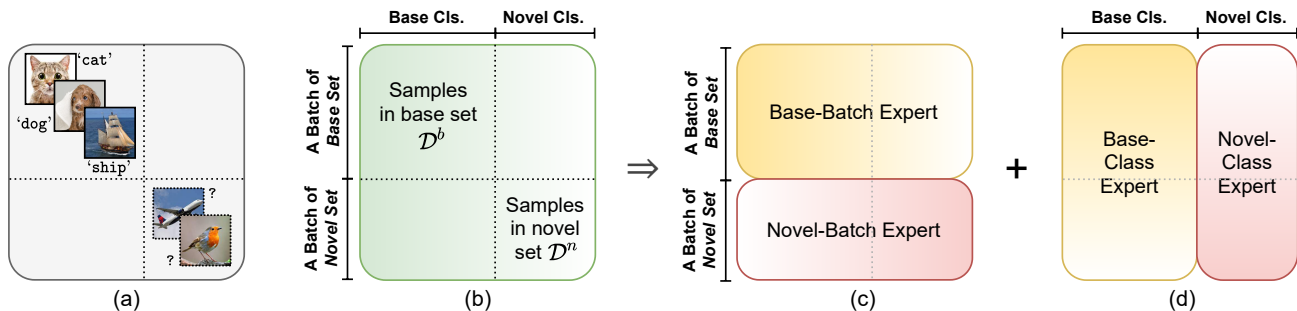 'cat'
'dog'
'ship'
?
?
(a)
Base Cls.
Novel Cls.
A Batch of
Base Set
A Batch of
Novel Set
Samples
in base set
𝒟ᵇ
Samples
in novel
set 𝒟ⁿ
(b)
⇒
A Batch of
Base Set
A Batch of
Novel Set
Base-Batch Expert
Novel-Batch Expert
(c)
+
Base Cls.
Novel Cls.
Base-
Class
Expert
Novel-
Class
Expert
(d)